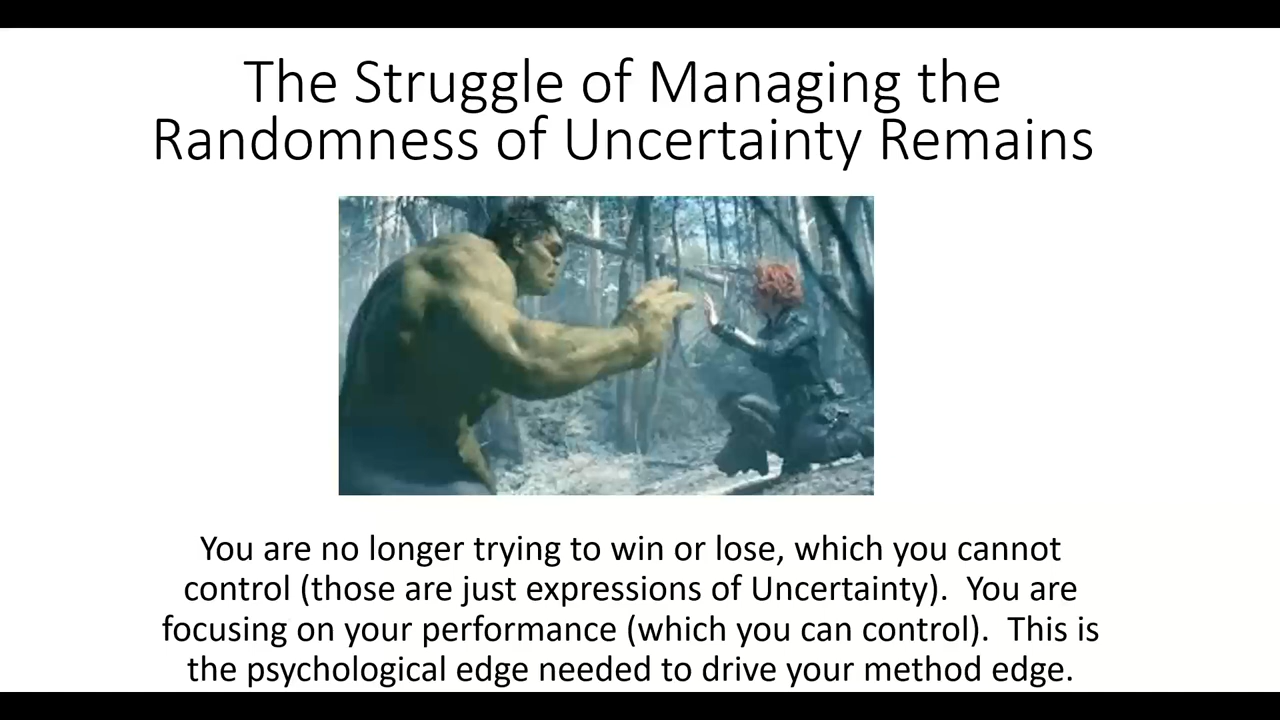 The Struggle of Managing the
Randomness of Uncertainty Remains
You are no longer trying to win or lose, which you cannot
control (those are just expressions of Uncertainty).  You are
focusing on your performance (which you can control).  This is
the psychological edge needed to drive your method edge.